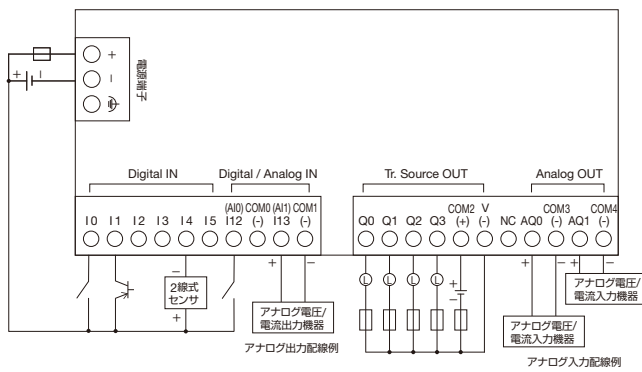 +
−
電源端子
+ −
Digital IN
Digital / Analog IN
Tr. Source OUT
Analog OUT
(AI0) COM0 (AI1) COM1
I0 I1 I2 I3 I4 I5 I12 (-) I13 (-)
COM2 V COM3 COM4
Q0 Q1 Q2 Q3 (+) (-) NC AQ0 (-) AQ1 (-)
−
2線式
センサ
+
+ −
アナログ電圧/
電流出力機器
アナログ出力配線例
L L L L
+
−
+ −
アナログ電圧/
電流入力機器
+ −
アナログ電圧/
電流入力機器
アナログ入力配線例